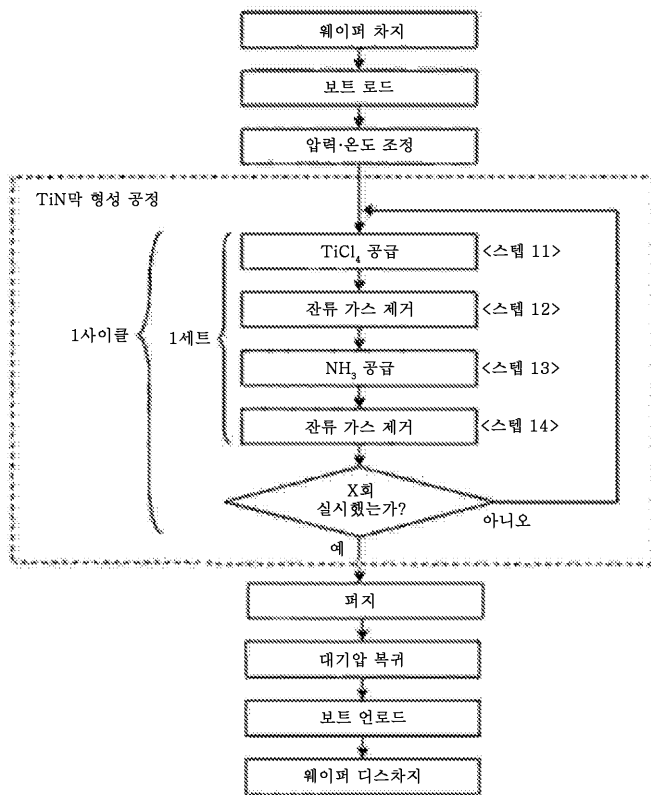 웨이퍼 차지
보트 로드
압력·온도 조정
TiN막 형성 공정
TiCl₄ 공급 <스텝 11>
잔류 가스 제거 <스텝 12>
1사이클 1세트
NH₃ 공급 <스텝 13>
잔류 가스 제거 <스텝 14>
X회
실시했는가?
아니오
예
퍼지
대기압 복귀
보트 언로드
웨이퍼 디스차지